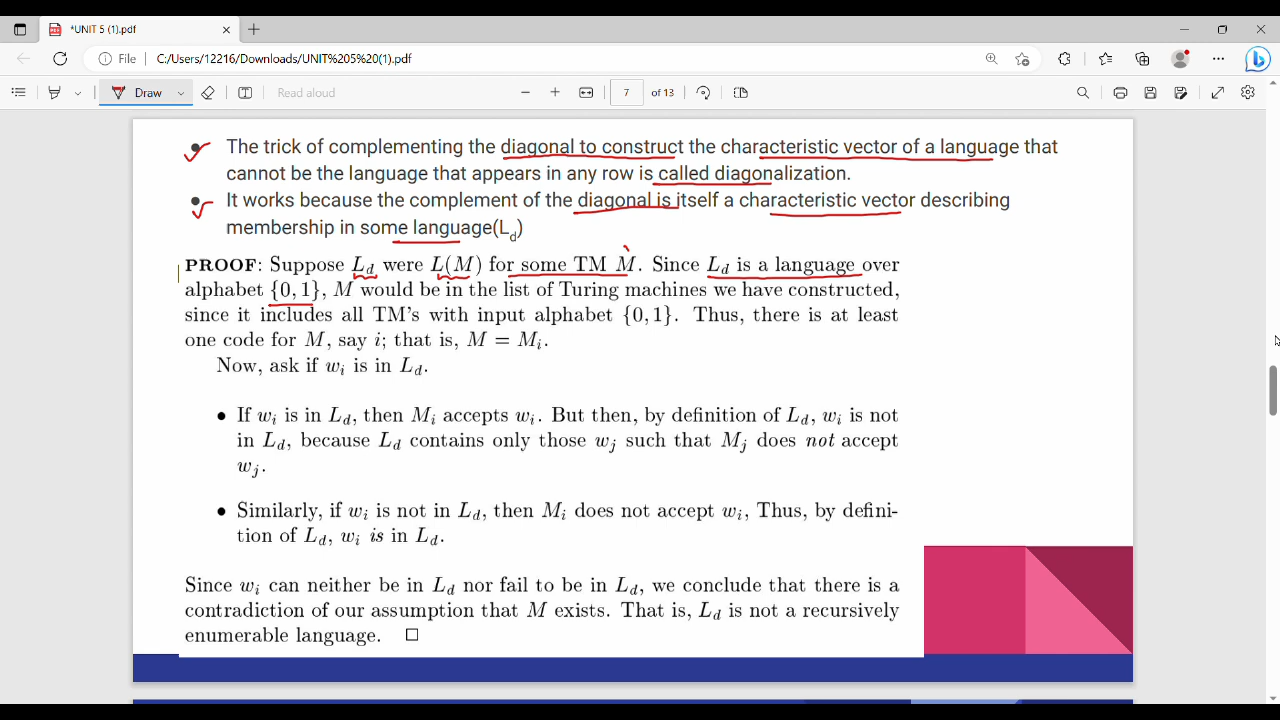 *UNIT 5 (1).pdf
File
C:/Users/12216/Downloads/UNIT%205%20(1).pdf
Draw
Read aloud
7
of 13
● The trick of complementing the diagonal to construct the characteristic vector of a language that
cannot be the language that appears in any row is called diagonalization.
● It works because the complement of the diagonal is itself a characteristic vector describing
membership in some language(Ld)
PROOF: Suppose Ld were L(M) for some TM M. Since Ld is a language over
alphabet {0, 1}, M would be in the list of Turing machines we have constructed,
since it includes all TM's with input alphabet {0,1}. Thus, there is at least
one code for M, say i; that is, M = Mi.
Now, ask if wi is in Ld.
● If wi is in Ld, then Mi accepts wi. But then, by definition of Ld, wi is not
in Ld, because Ld contains only those wj such that Mj does not accept
wj.
● Similarly, if wi is not in Ld, then Mi does not accept wi, Thus, by defini-
tion of Ld, wi is in Ld.
Since wi can neither be in Ld nor fail to be in Ld, we conclude that there is a
contradiction of our assumption that M exists. That is, Ld is not a recursively
enumerable language. □